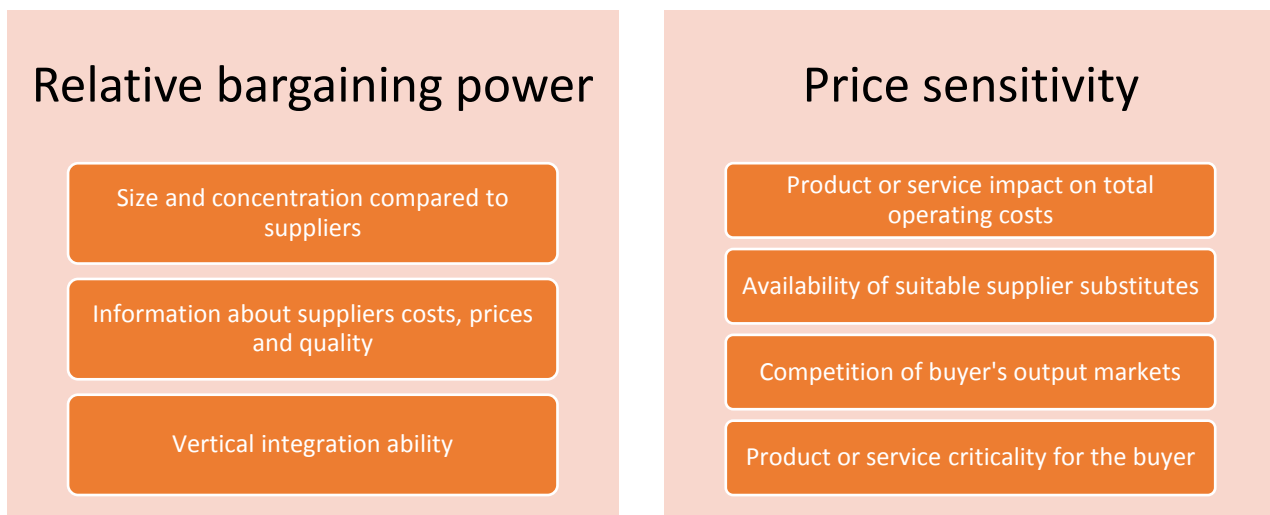 Relative bargaining power
Size and concentration compared to
suppliers
Information about suppliers costs, prices
and quality
Vertical integration ability
Price sensitivity
Product or service impact on total
operating costs
Availability of suitable supplier substitutes
Competition of buyer's output markets
Product or service criticality for the buyer